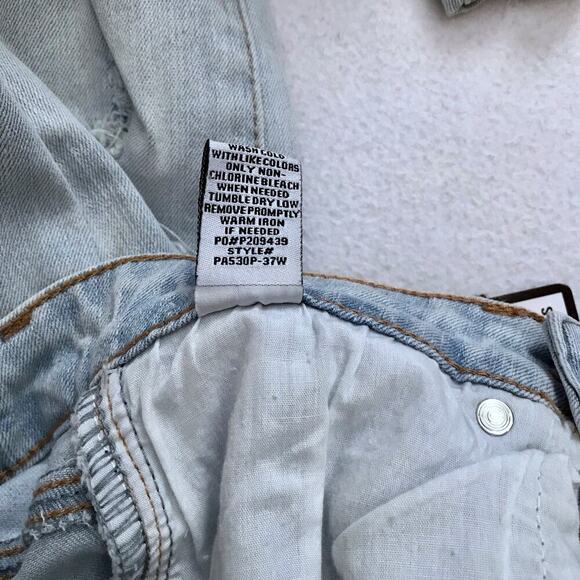 WASH COLD
WITH LIKE COLORS
ONLY NON-
CHLORINE BLEACH
WHEN NEEDED
TUMBLE DRY LOW
REMOVE PROMPTLY
WARM IRON
IF NEEDED
PO#P209439
STYLE#
PA530P-37W